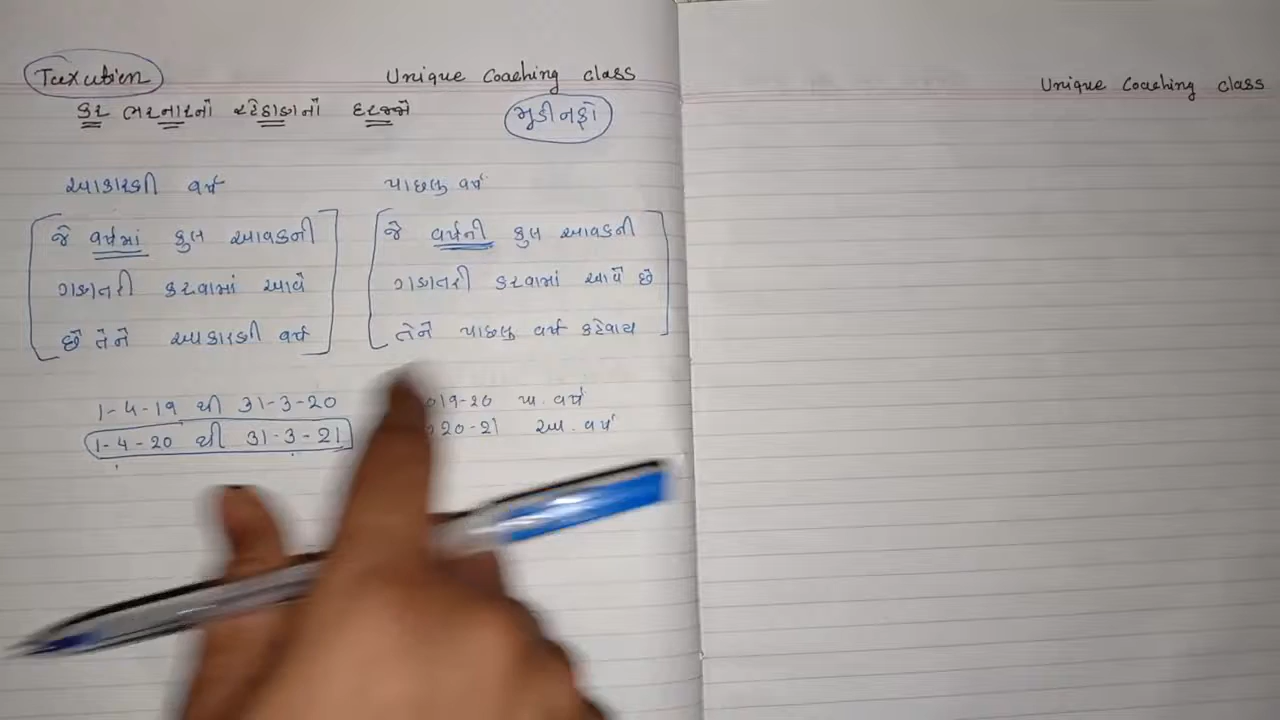 Taxation
Unique Coaching class
કર ભરનારનો રહેઠાણનો દરજ્જો
મૂડીનફો
આકારણી વર્ષ
પાછલુ વર્ષ
જે વર્ષમાં કુલ આવકની
ગણતરી કરવામાં આવે
છે તેને આકારણી વર્ષ
જે વર્ષની કુલ આવકની
ગણતરી કરવામાં આવે છે
તેને પાછલુ વર્ષ કહેવાય
1-4-19 થી 31-3-20
019-20 પા. વર્ષ
1-4-20 થી 31-3-21
20-21 આ. વર્ષ
Unique Coaching class